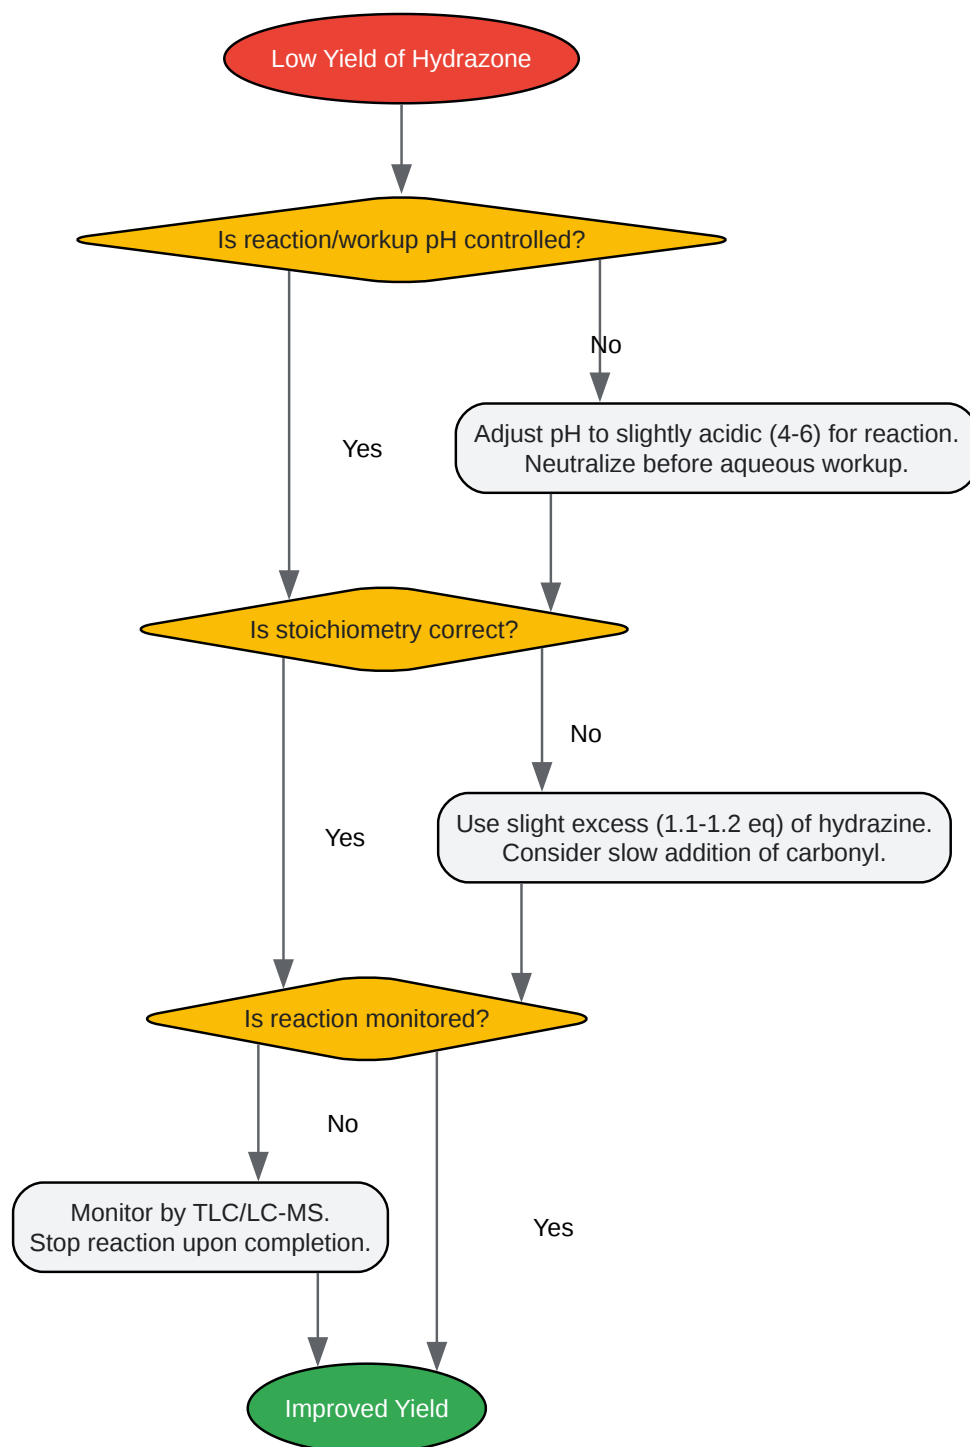 Low Yield of Hydrazone
Is reaction/workup pH controlled?
No
Adjust pH to slightly acidic (4-6) for reaction.
Neutralize before aqueous workup.
Yes
Is stoichiometry correct?
No
Use slight excess (1.1-1.2 eq) of hydrazine.
Consider slow addition of carbonyl.
Yes
Is reaction monitored?
No
Monitor by TLC/LC-MS.
Stop reaction upon completion.
Yes
Improved Yield